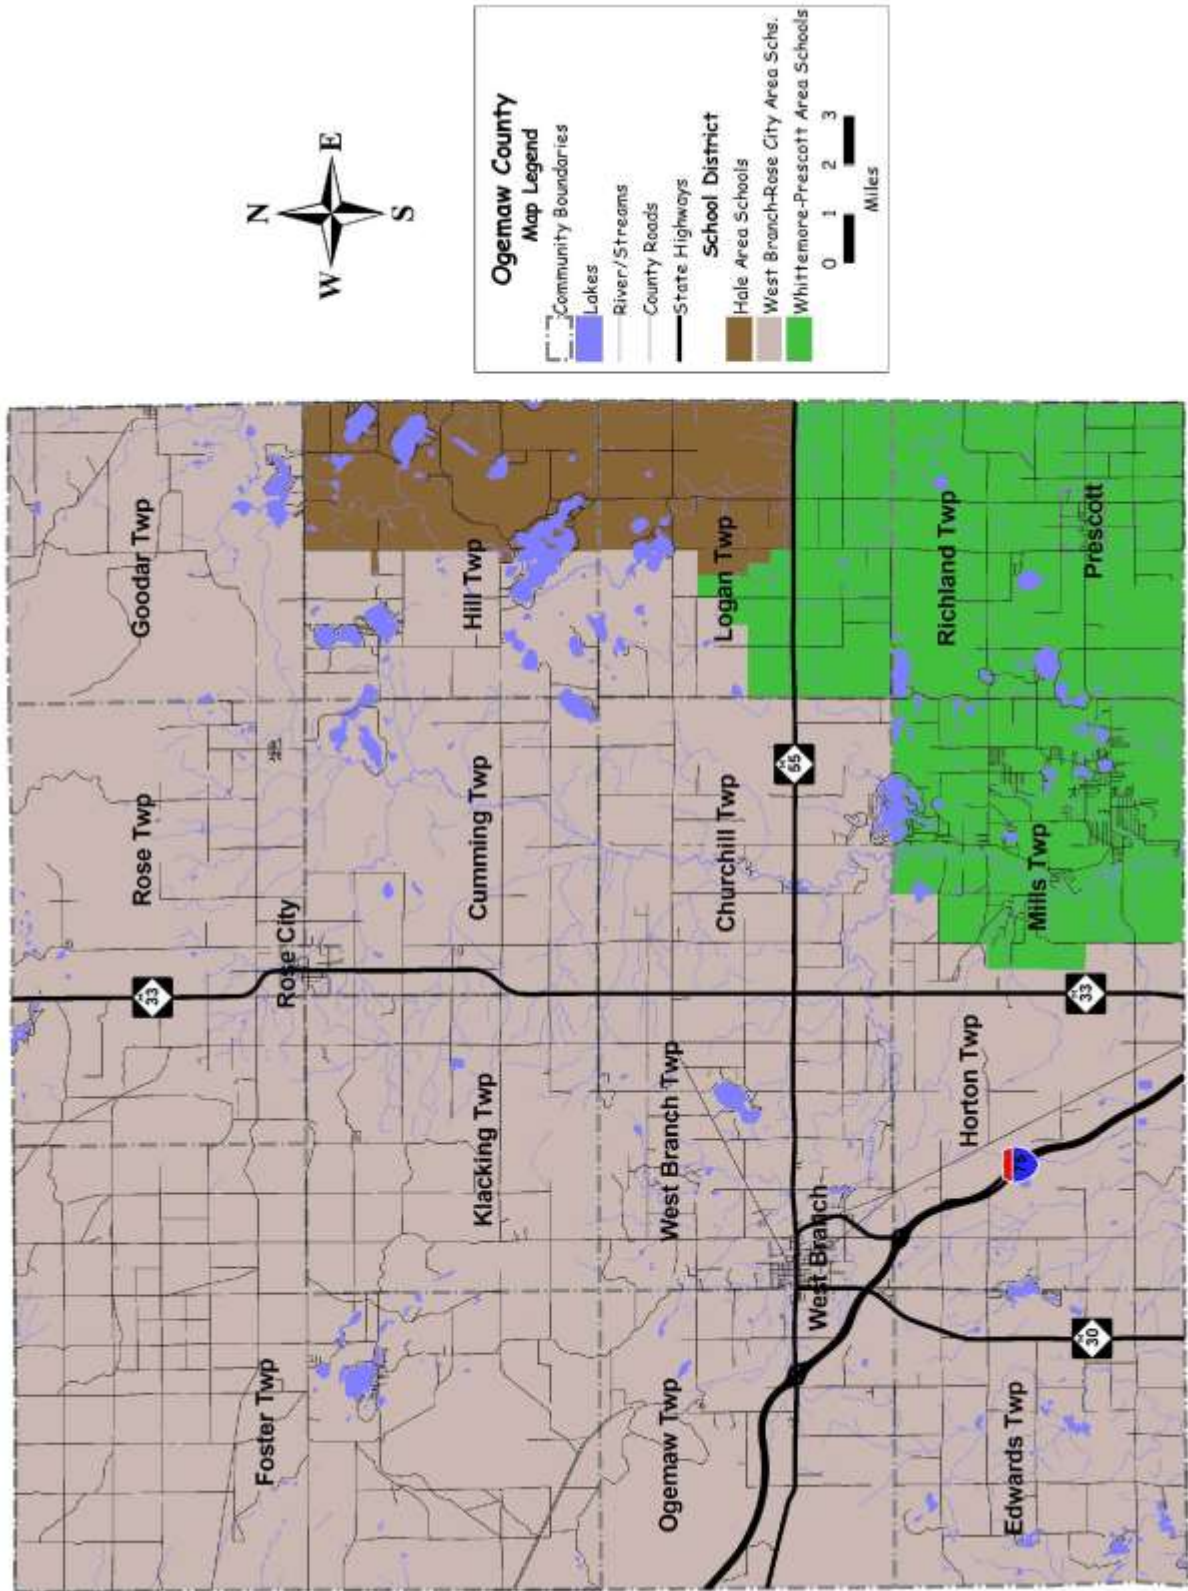 N
W E
S
Ogemaw County
Map Legend
Community Boundaries
Lakes
River/Streams
County Roads
State Highways
School District
Hale Area Schools
West Branch-Rose City Area Schs.
Whittemore-Prescott Area Schools
0 1 2 3
Miles
Foster Twp
Rose Twp
Goodar Twp
M
33
Rose City
Klacking Twp
Cumming Twp
Hill Twp
Ogemaw Twp
West Branch Twp
Churchill Twp
Logan Twp
M
55
West Branch
Edwards Twp
Horton Twp
Mills Twp
Richland Twp
75
M
30
M
33
Prescott